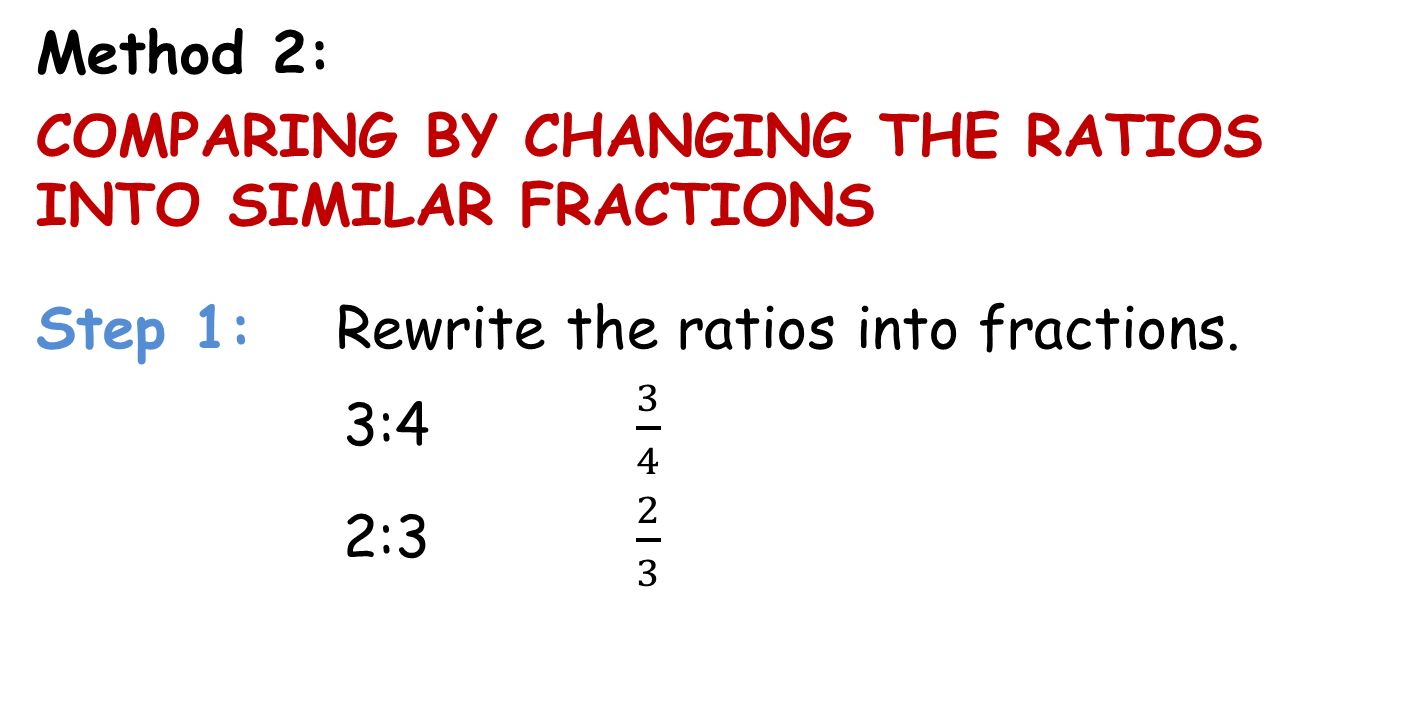 Method 2:
COMPARING BY CHANGING THE RATIOS
INTO SIMILAR FRACTIONS
Step 1: Rewrite the ratios into fractions.
3:4 3/4
2:3 2/3